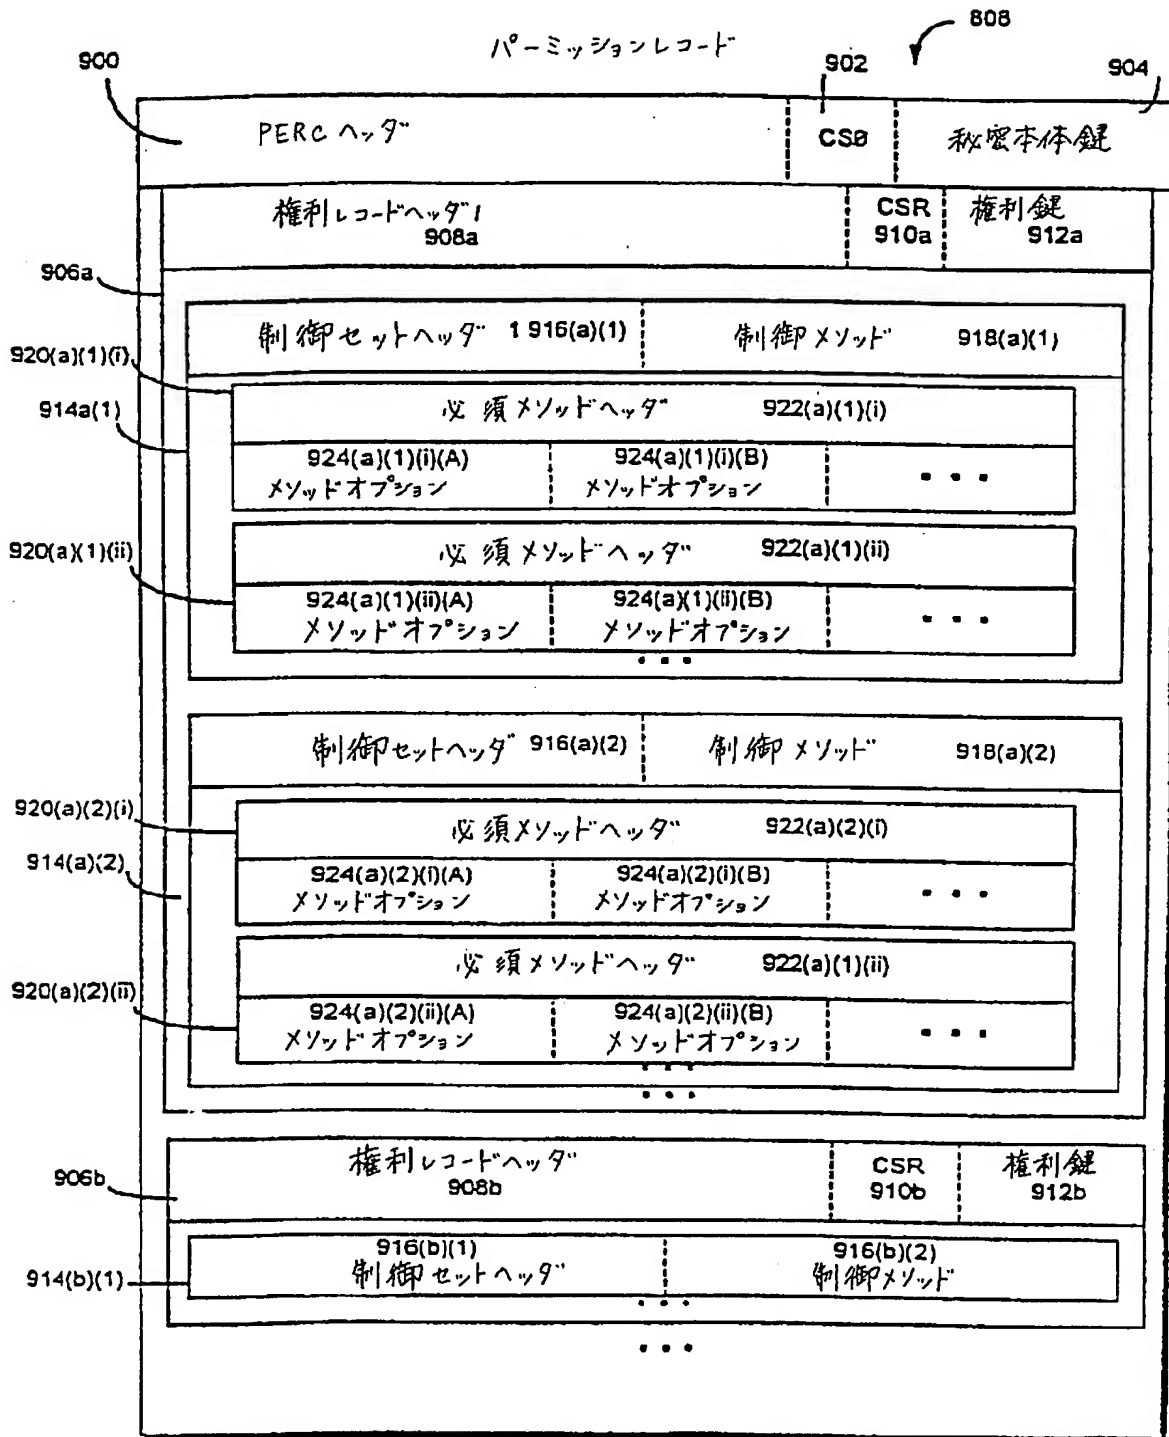 808
パーミッションレコード
900
902
904
PERC ヘッダ
CS0
秘密本体鍵
権利レコードヘッダ1
CSR
権利鍵
908a
910a
912a
906a
制御セットヘッダ 1 916(a)(1)
制御メソッド 918(a)(1)
920(a)(1)(i)
必須メソッドヘッダ 922(a)(1)(i)
914a(1)
924(a)(1)(i)(A)
924(a)(1)(i)(B)
メソッドオプション
メソッドオプション
• • •
920(a)(1)(ii)
必須メソッドヘッダ 922(a)(1)(ii)
924(a)(1)(ii)(A)
924(a)(1)(ii)(B)
メソッドオプション
メソッドオプション
• • •
• • •
制御セットヘッダ 916(a)(2)
制御メソッド 918(a)(2)
920(a)(2)(i)
必須メソッドヘッダ 922(a)(2)(i)
914(a)(2)
924(a)(2)(i)(A)
924(a)(2)(i)(B)
メソッドオプション
メソッドオプション
• • •
必須メソッドヘッダ 922(a)(1)(ii)
920(a)(2)(ii)
924(a)(2)(ii)(A)
924(a)(2)(ii)(B)
メソッドオプション
メソッドオプション
• • •
• • •
• • •
906b
権利レコードヘッダ
CSR
権利鍵
908b
910b
912b
914(b)(1)
916(b)(1)
916(b)(2)
制御セットヘッダ
制御メソッド
• • •
• • •